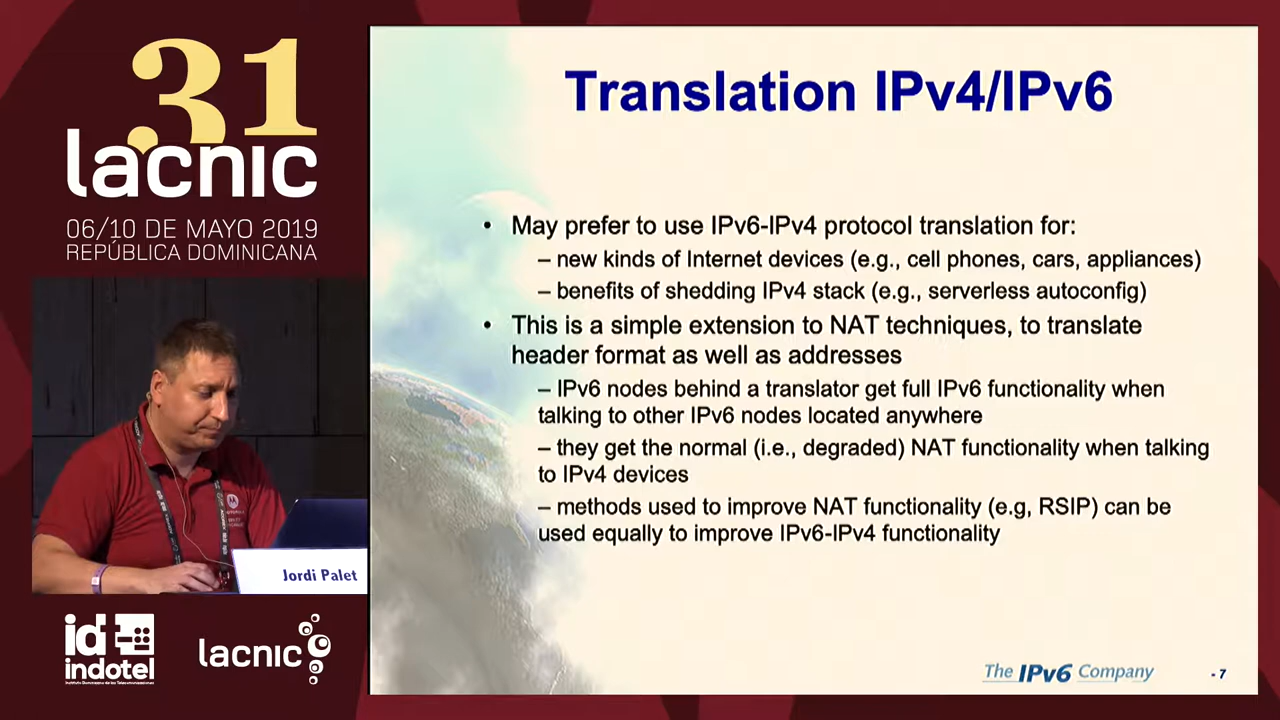 31
lacnic
06/10 DE MAYO 2019
REPÚBLICA DOMINICANA
Jordi Palet
indotel
lacnic
Translation IPv4/IPv6
• May prefer to use IPv6-IPv4 protocol translation for:
– new kinds of Internet devices (e.g., cell phones, cars, appliances)
– benefits of shedding IPv4 stack (e.g., serverless autoconfig)
• This is a simple extension to NAT techniques, to translate
header format as well as addresses
– IPv6 nodes behind a translator get full IPv6 functionality when
talking to other IPv6 nodes located anywhere
– they get the normal (i.e., degraded) NAT functionality when talking
to IPv4 devices
– methods used to improve NAT functionality (e.g, RSIP) can be
used equally to improve IPv6-IPv4 functionality
The IPv6 Company
- 7